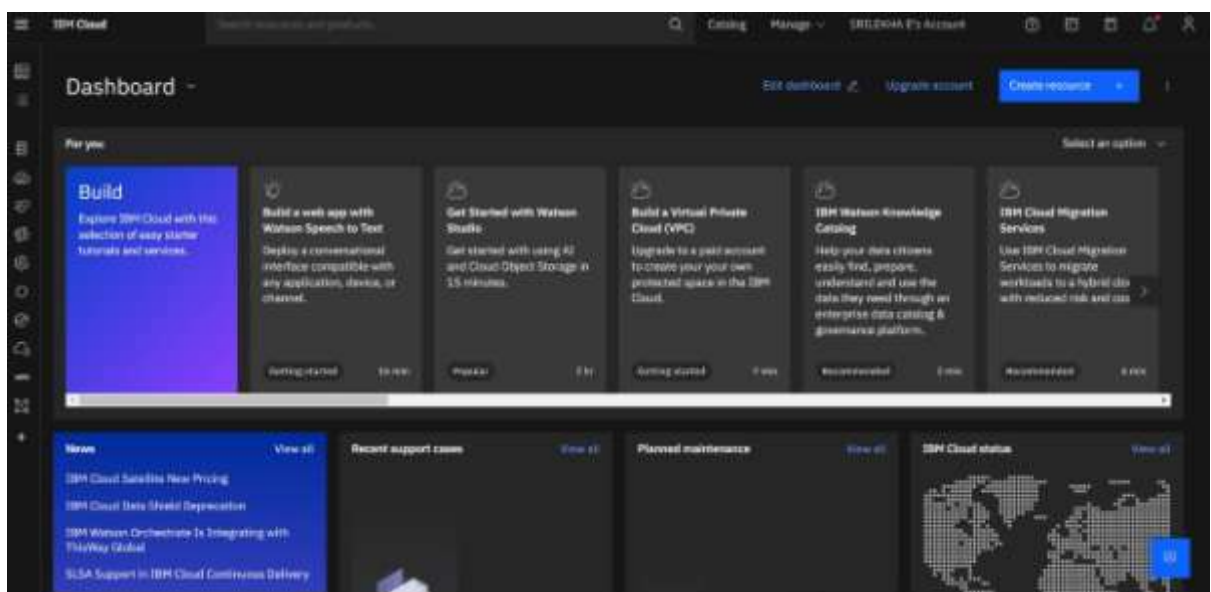 IBM Cloud
Search resources and products...
Catalog
Manage
Account
Dashboard
Edit dashboard
Upgrade account
Create resource +
For you
Select an option
Build
Explore IBM Cloud with this
selection of easy starter
tutorials and services.
Build a web app with
Watson Speech to Text
Deploy a conversational
interface compatible with
any application, device, or
channel.
Getting started
Get Started with Watson
Studio
Get started with using AI
and Cloud Object Storage in
15 minutes.
Popular
1 hr
Build a Virtual Private
Cloud (VPC)
Upgrade to a paid account
to create your your own
protected space in the IBM
Cloud.
Getting started
IBM Watson Knowledge
Catalog
Help your data citizens
easily find, prepare,
understand and use the
data they need through an
enterprise data catalog &
governance platform.
Recommended
IBM Cloud Migration
Services
Use IBM Cloud Migration
Services to migrate
workloads to a hybrid
with reduced risk and
Recommended
News
View all
IBM Cloud Satellite New Pricing
IBM Cloud Data Shield Deprecation
IBM Watson Orchestrate Is Integrating with
ThisWay Global
SLSA Support in IBM Cloud Continuous Delivery
Recent support cases
View all
Planned maintenance
View all
IBM Cloud status
View all